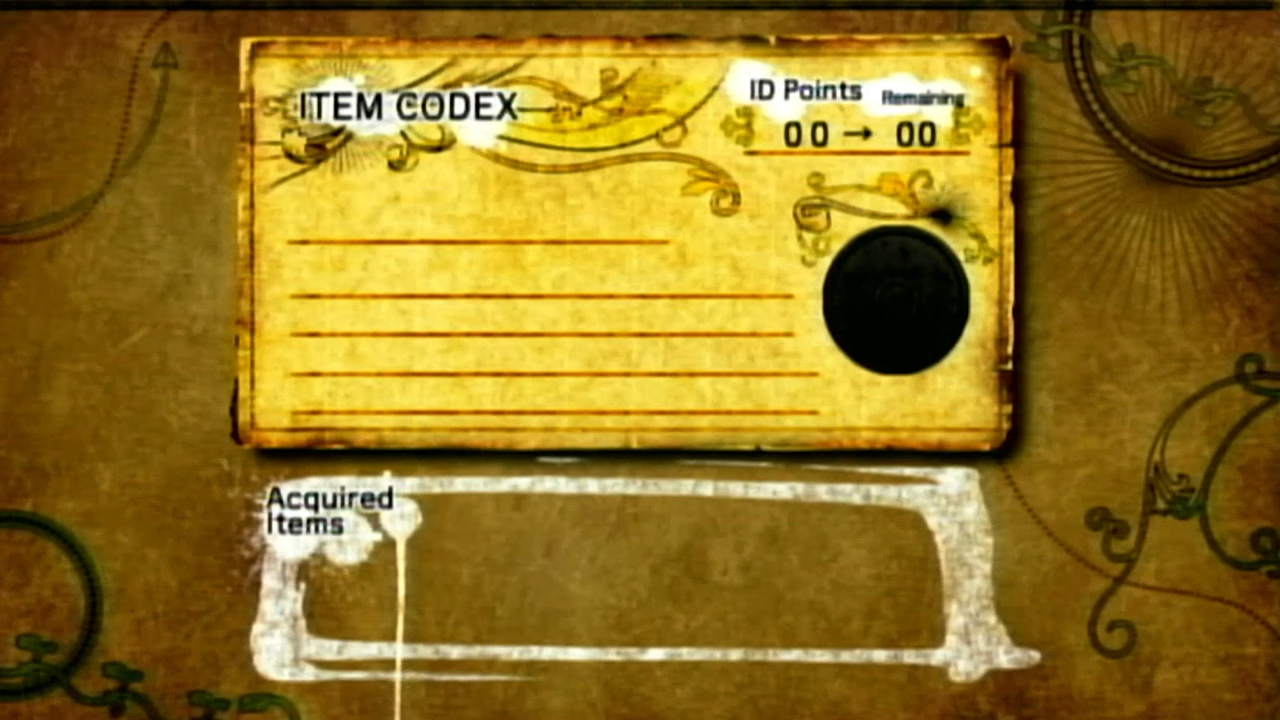 ITEM CODEX
ID Points Remaining
00 → 00
Acquired
Items